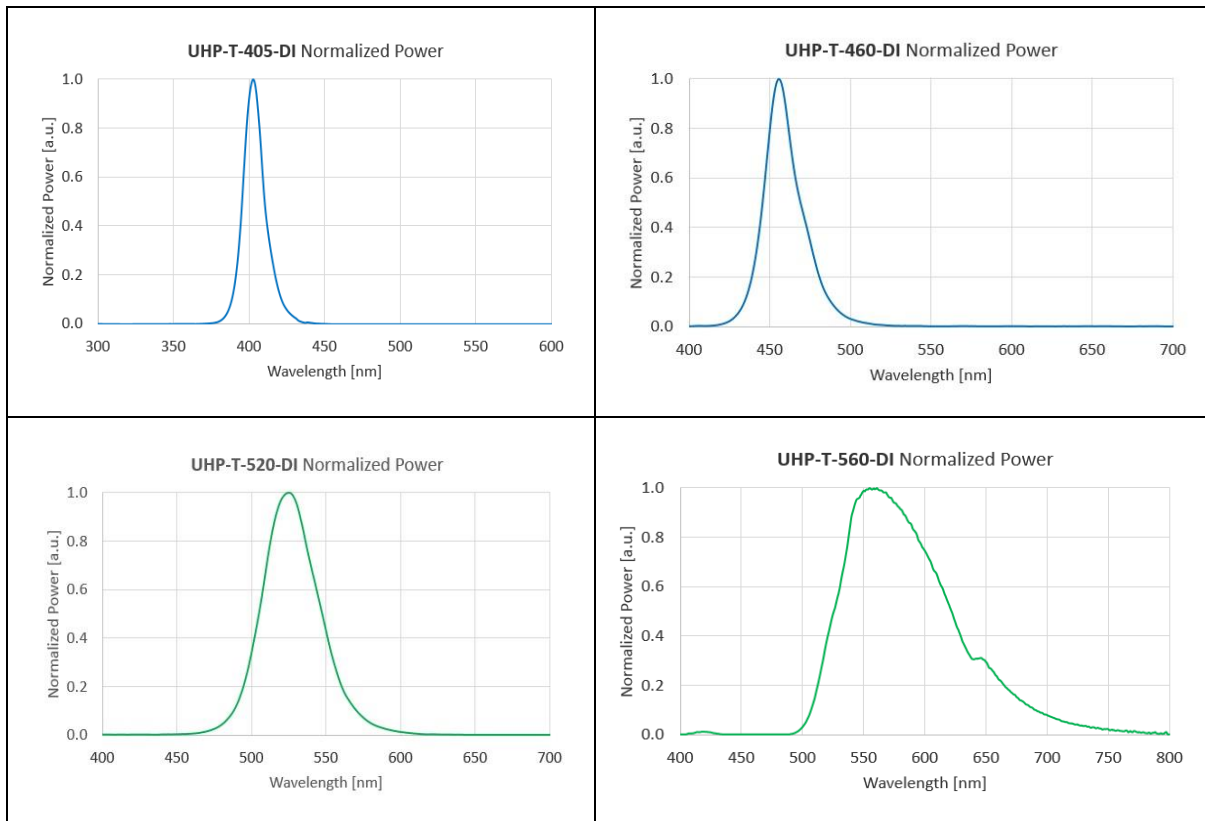 UHP-T-405-DI Normalized Power
Normalized Power [a.u.]
1.0
0.8
0.6
0.4
0.2
0.0
300 350 400 450 500 550 600
Wavelength [nm]
UHP-T-460-DI Normalized Power
Normalized Power [a.u.]
1.0
0.8
0.6
0.4
0.2
0.0
400 450 500 550 600 650 700
Wavelength [nm]
UHP-T-520-DI Normalized Power
Normalized Power [a.u.]
1.0
0.8
0.6
0.4
0.2
0.0
400 450 500 550 600 650 700
Wavelength [nm]
UHP-T-560-DI Normalized Power
Normalized Power [a.u.]
1.0
0.8
0.6
0.4
0.2
0.0
400 450 500 550 600 650 700 750 800
Wavelength [nm]